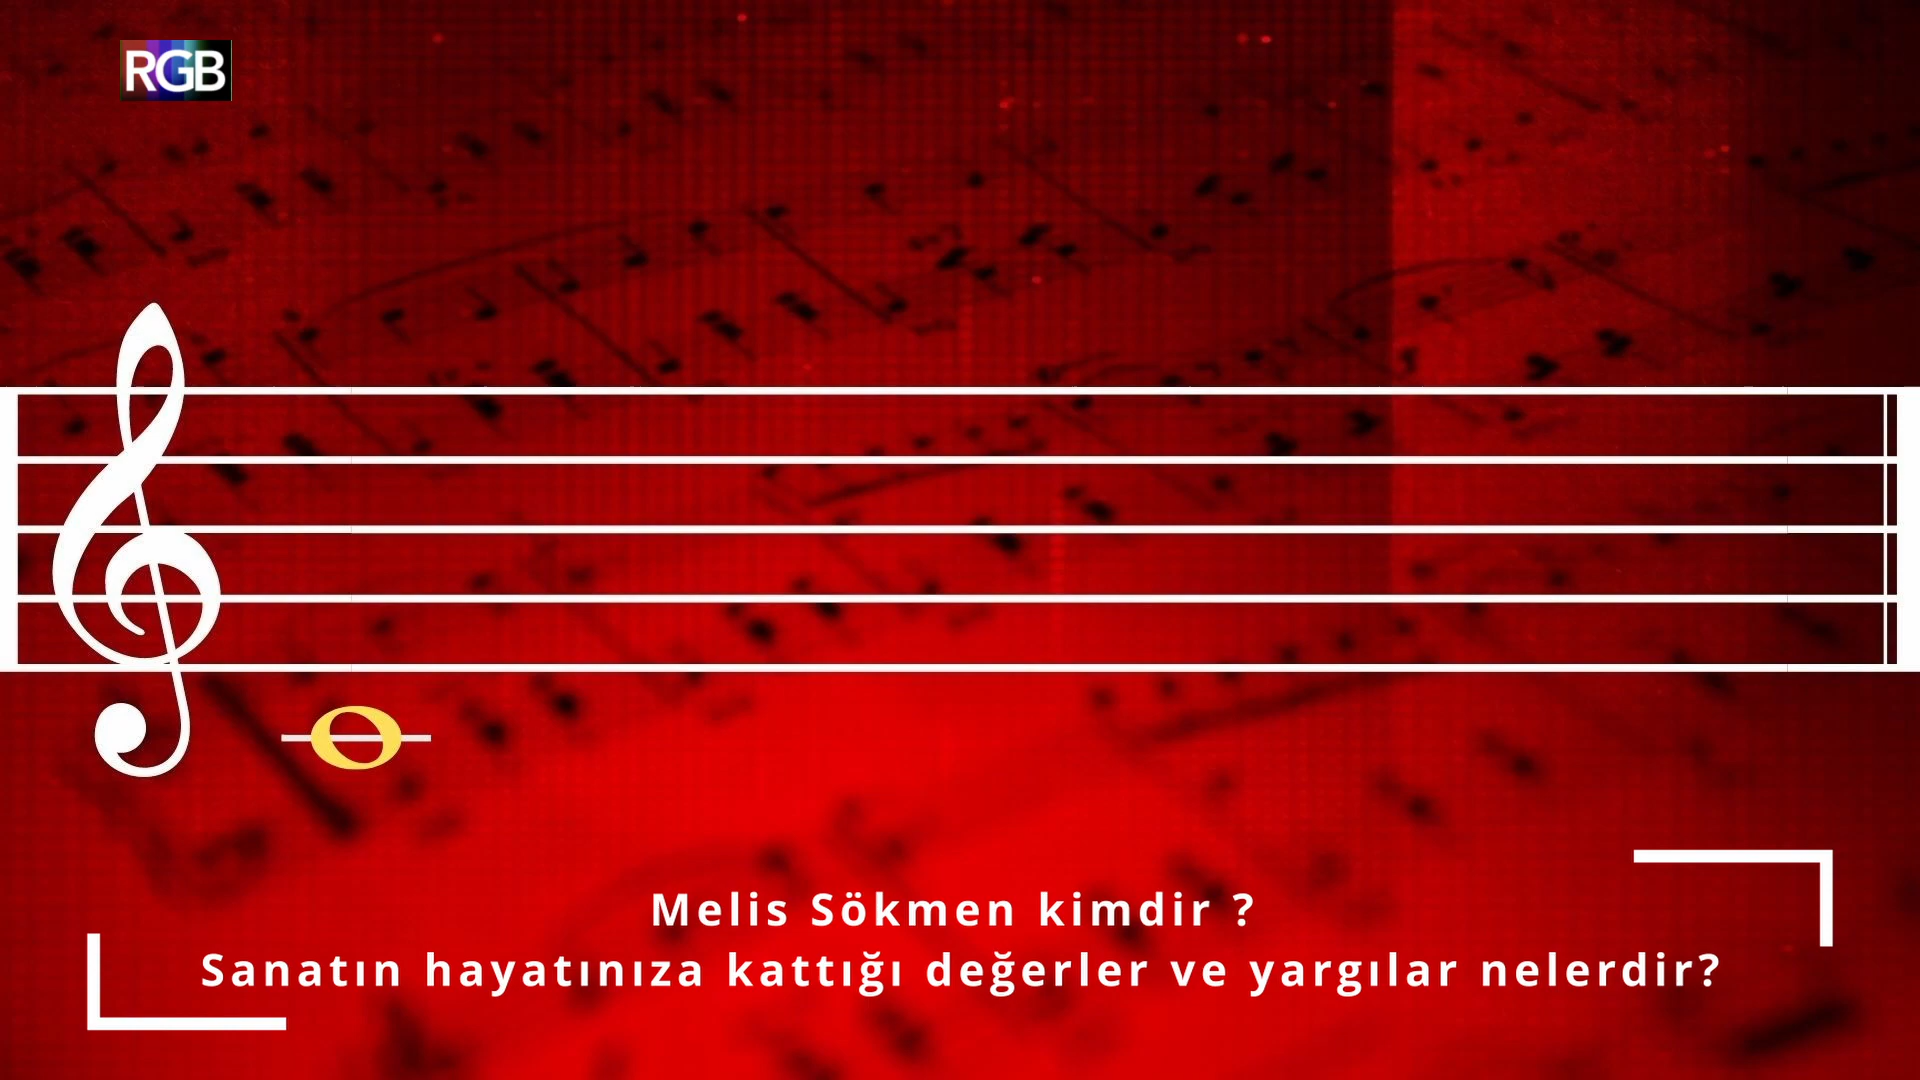 RGB
Melis Sökmen kimdir ?
Sanatın hayatınıza kattığı değerler ve yargılar nelerdir?